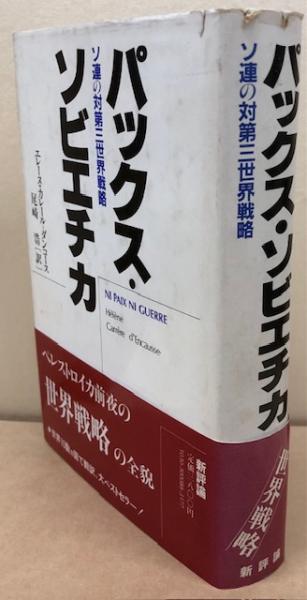 パックス・
ソビエチカ
ソ連の対第三世界戦略
エレーヌ・カレール・ダンコース
尾崎 浩[訳]
NI PAIX NI GUERRE
Hélène
Carrère d'Encausse
ペレストロイカ前夜の
世界戦略の全貌
新評論
パックス・ソビエチカ
ソ連の対第三世界戦略
世界戦略
新評論